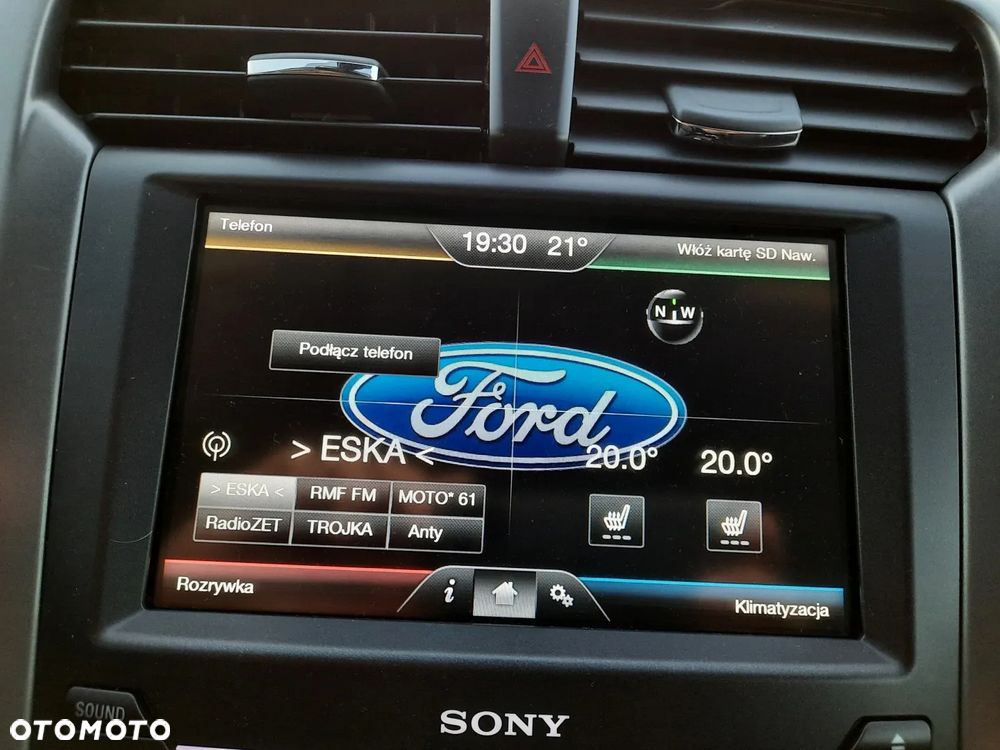 Telefon
19:30 21°
Włóż kartę SD Naw.
N W
Podłącz telefon
Ford
> ESKA <
20.0° 20.0°
> ESKA < RMF FM MOTO* 61
RadioZET TROJKA Anty
Rozrywka
i
Klimatyzacja
SOUND
SONY
OTOMOTO